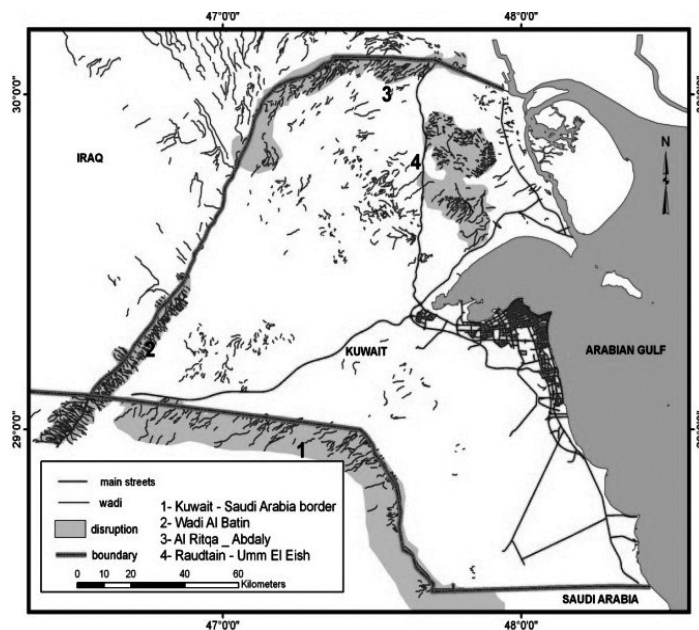 47°0'0"
48°0'0"
30°0'0"
3
N
IRAQ
4
2
KUWAIT
ARABIAN GULF
29°0'0"
1
main streets
wadi
disruption
boundary
1- Kuwait - Saudi Arabia border
2- Wadi Al Batin
3- Al Ritqa _ Abdaly
4- Raudtain - Umm El Eish
0 10 20 40 60
Kilometers
SAUDI ARABIA
47°0'0"
48°0'0"